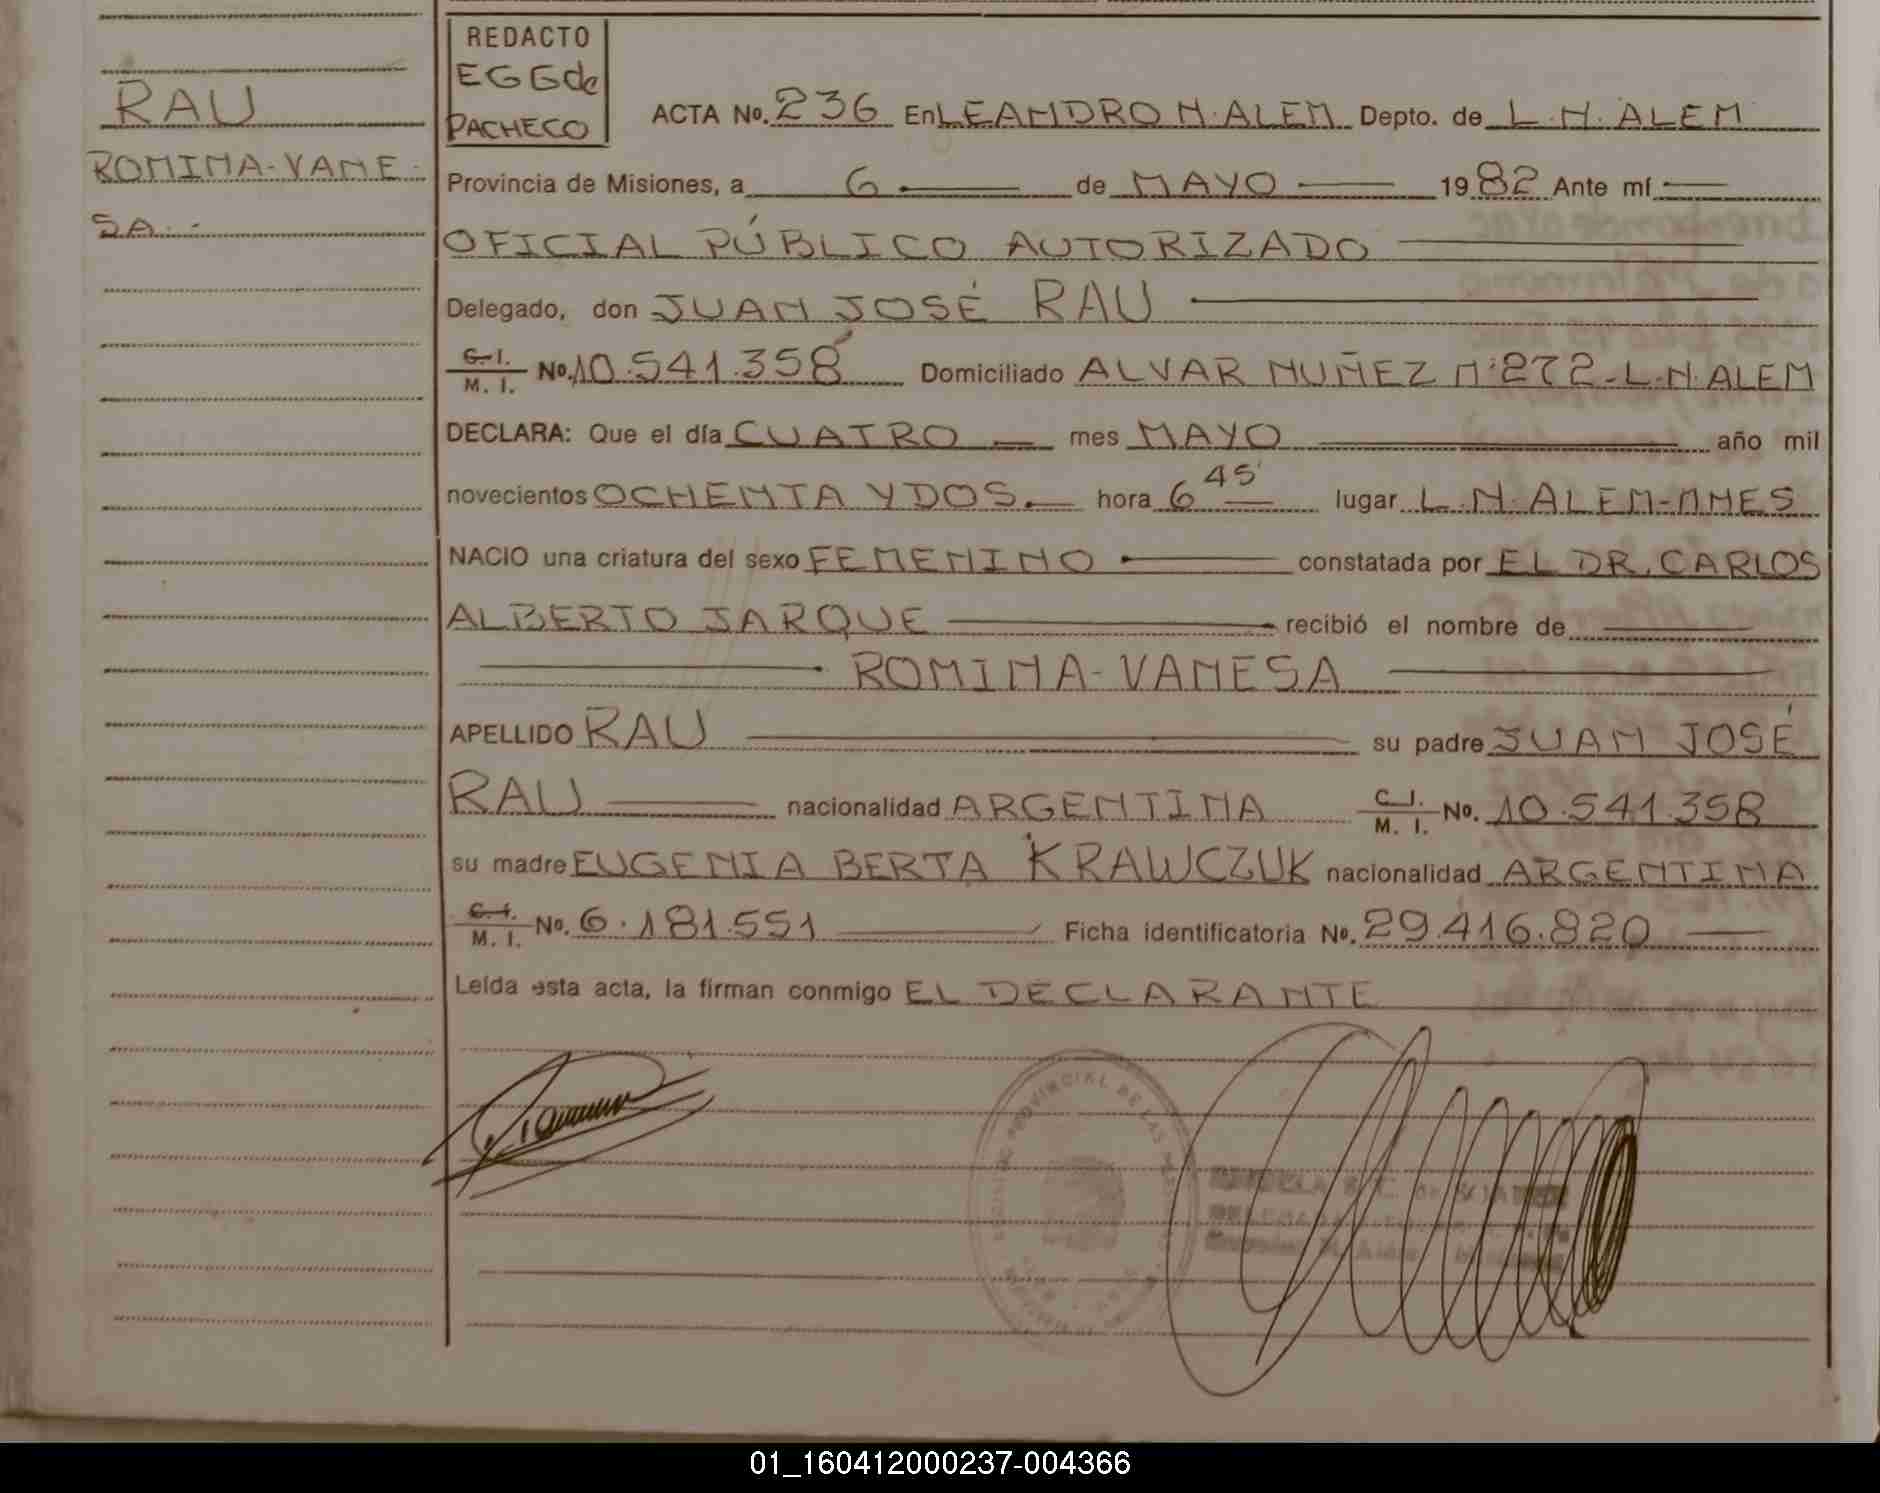 RAU
ROMINA-VANE-
SA.-
REDACTO
EGGde
PACHECO
ACTA No. 236 En LEANDRO N. ALEM Depto. de L. N. ALEM
Provincia de Misiones, a 6 de MAYO 1982 Ante mí
OFICIAL PÚBLICO AUTORIZADO
Delegado, don JUAN JOSÉ RAU
C. I. M. I. No. 10.541.358 Domiciliado ALVAR NUÑEZ Nº 272-L.N.ALEM
DECLARA: Que el día CUATRO mes MAYO año mil
novecientos OCHENTA Y DOS. hora 6 45' lugar L. N. ALEM-MNES
NACIO una criatura del sexo FEMENINO constatada por EL DR. CARLOS
ALBERTO JARQUE recibió el nombre de
ROMINA-VANESA
APELLIDO RAU su padre JUAN JOSÉ
RAU nacionalidad ARGENTINA C. I. M. I. No. 10.541.358
su madre EUGENIA BERTA KRAWCZUK nacionalidad ARGENTINA
C. I. M. I. No. 6.181.551 Ficha identificatoria No. 29.416.820
Leída esta acta, la firman conmigo EL DECLARANTE
PROVINCIAL DE LAS
01_160412000237-004366